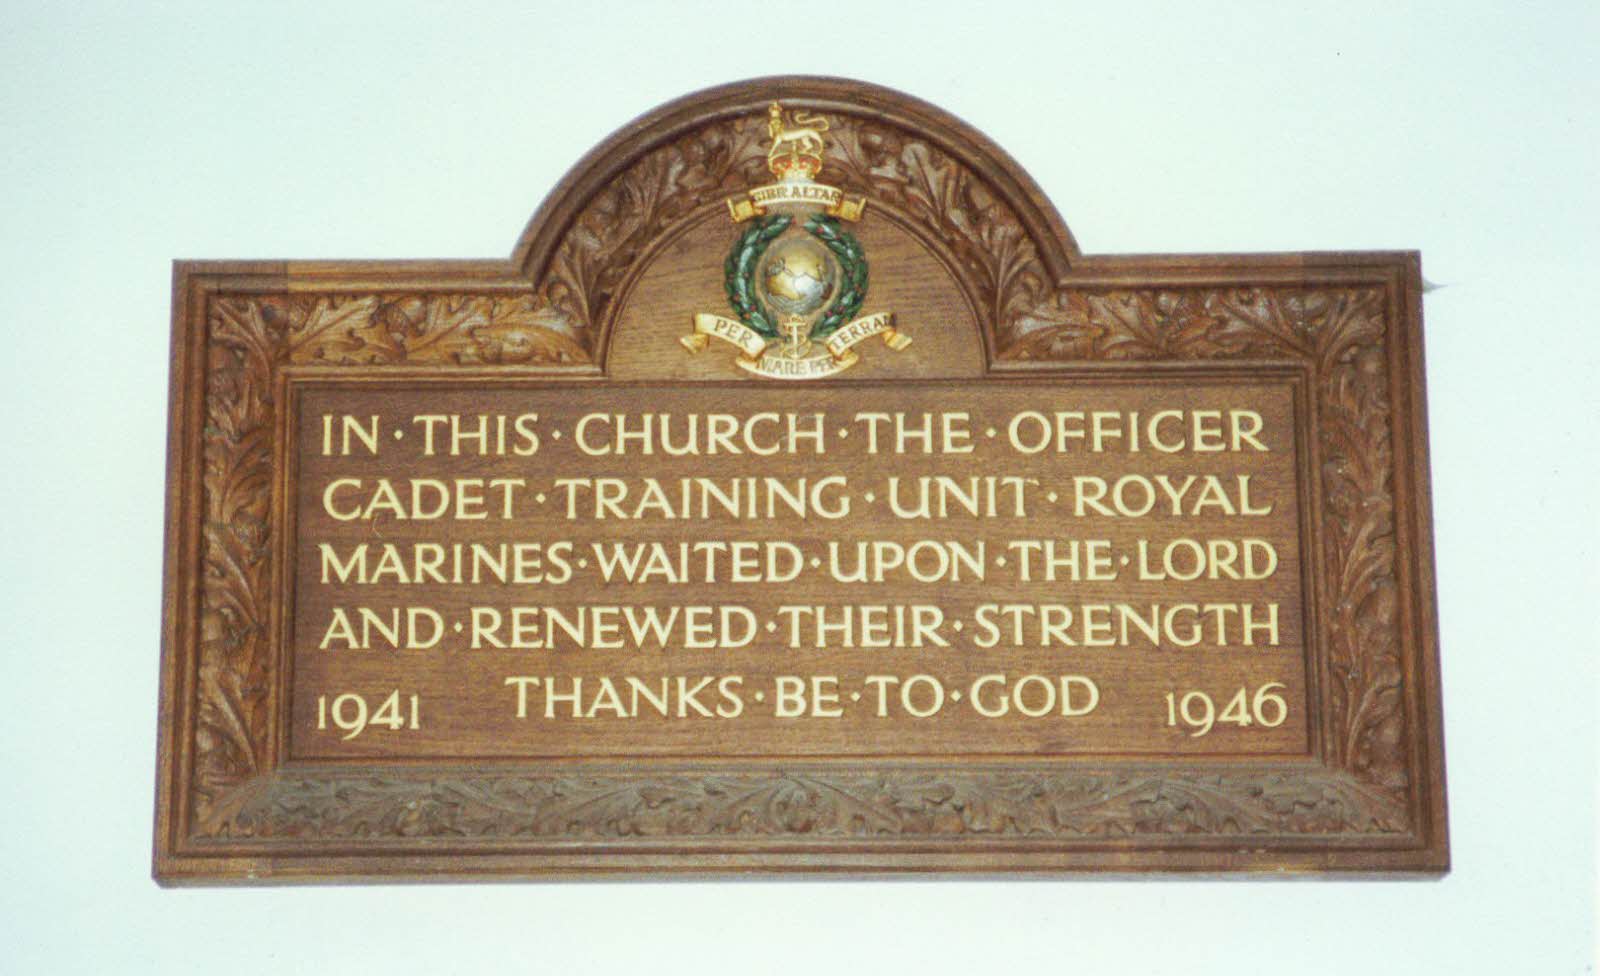 GIBRALTAR
PER MARE PER TERRAM
IN · THIS · CHURCH · THE · OFFICER
CADET · TRAINING · UNIT · ROYAL
MARINES · WAITED · UPON · THE · LORD
AND · RENEWED · THEIR · STRENGTH
1941 THANKS · BE · TO · GOD 1946